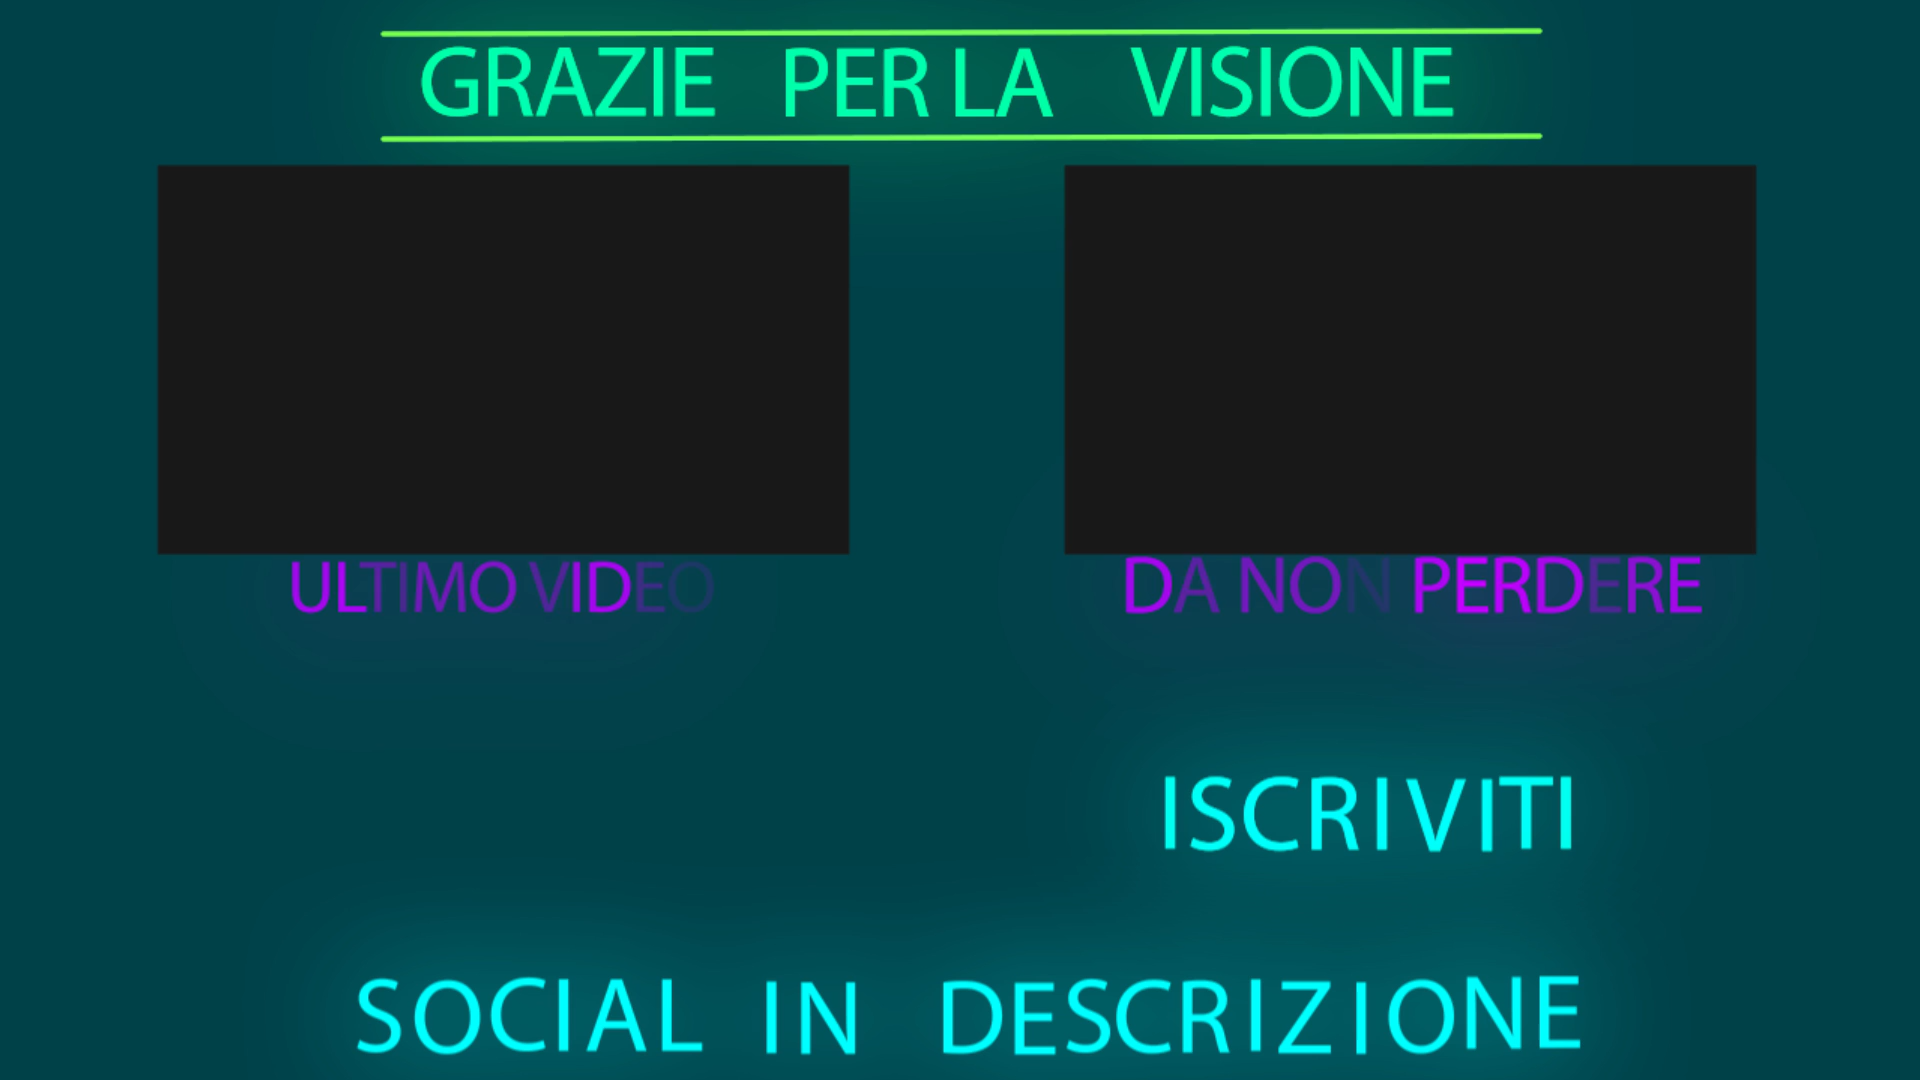 GRAZIE PER LA VISIONE
ULTIMO VIDEO
DA NON PERDERE
ISCRIVITI
SOCIAL IN DESCRIZIONE